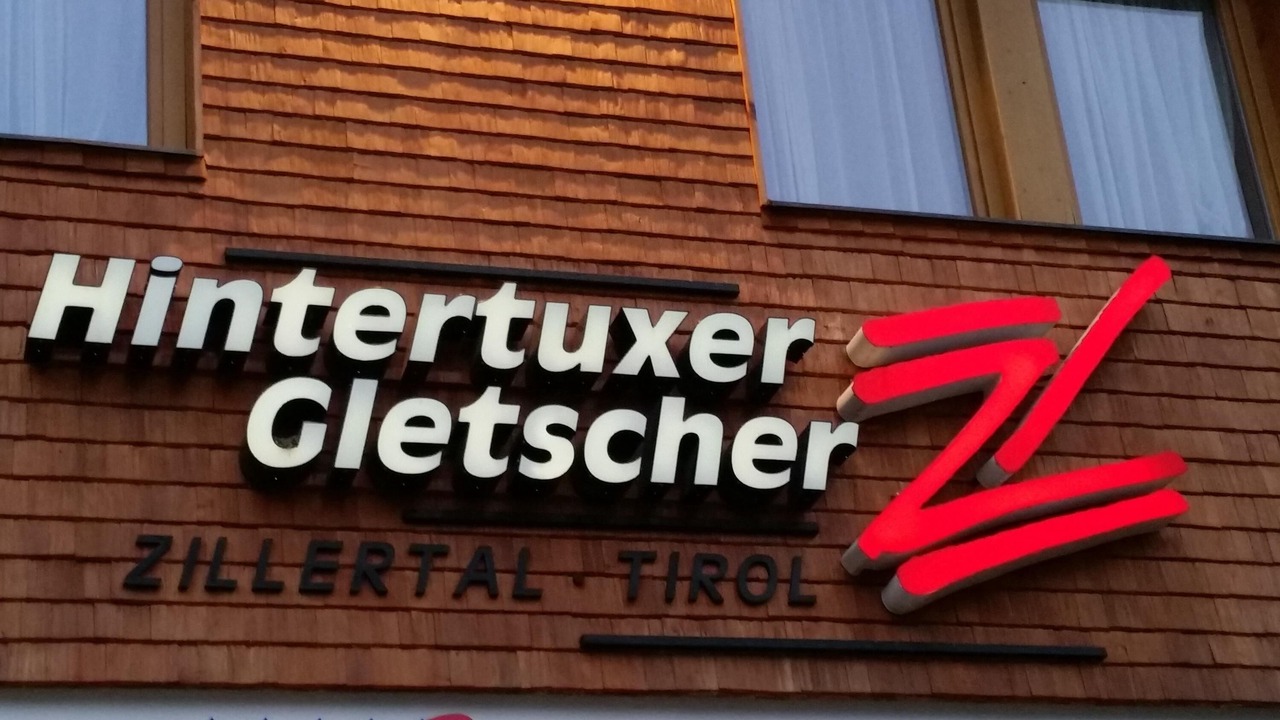 Hintertuxer
Gletscher
ZILLERTAL · TIROL